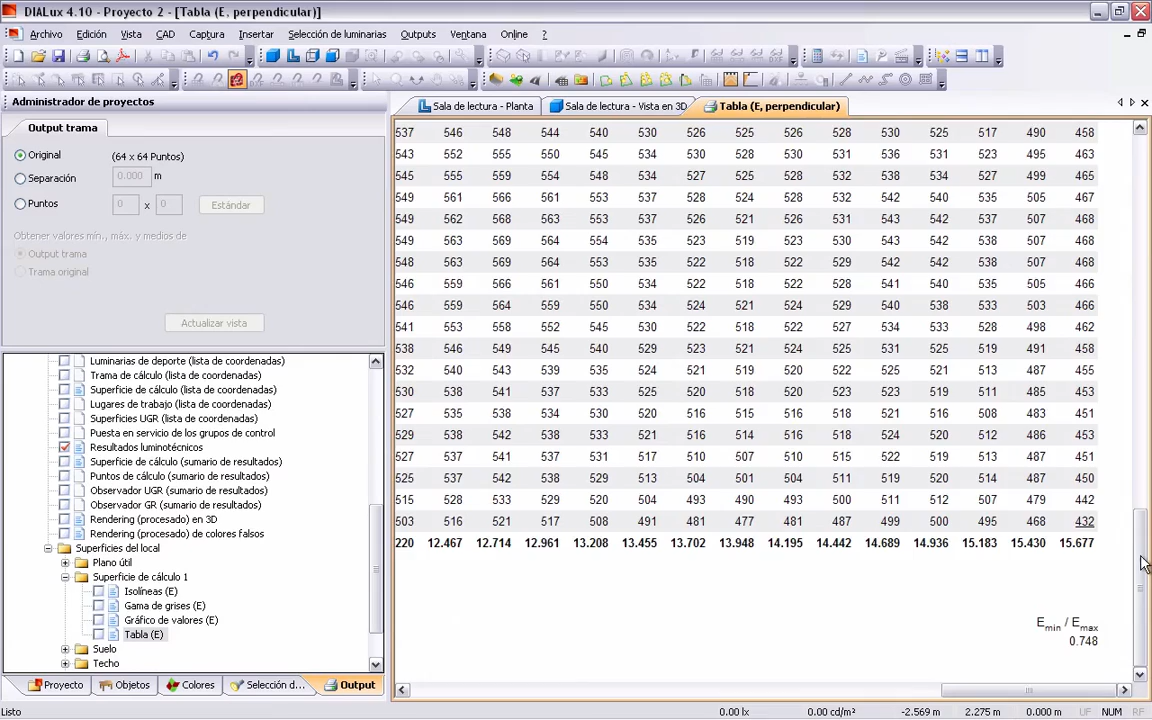 DIALux 4.10 - Proyecto 2 - [Tabla (E, perpendicular)]
Archivo Edición Vista CAD Captura Insertar Selección de luminarias Outputs Ventana Online ?
Administrador de proyectos
Output trama
Original (64 x 64 Puntos)
Separación 0.000 m
Puntos 0 x 0 Estándar
Obtener valores mín., máx. y medios de
Output trama
Trama original
Actualizar vista
Luminarias de deporte (lista de coordenadas)
Trama de cálculo (lista de coordenadas)
Superficie de cálculo (lista de coordenadas)
Lugares de trabajo (lista de coordenadas)
Superficies UGR (lista de coordenadas)
Puesta en servicio de los grupos de control
Resultados luminotécnicos
Superficie de cálculo (sumario de resultados)
Puntos de cálculo (sumario de resultados)
Observador UGR (sumario de resultados)
Observador GR (sumario de resultados)
Rendering (procesado) en 3D
Rendering (procesado) de colores falsos
Superficies del local
Plano útil
Superficie de cálculo 1
Isolíneas (E)
Gama de grises (E)
Gráfico de valores (E)
Tabla (E)
Suelo
Techo
Proyecto Objetos Colores Selección d... Output
Sala de lectura - Planta Sala de lectura - Vista en 3D Tabla (E, perpendicular)
537 546 548 544 540 530 526 525 526 528 530 525 517 490 458
543 552 555 550 545 534 530 528 530 531 536 531 523 495 463
545 555 559 554 548 534 527 525 528 532 538 534 527 499 465
549 561 566 561 553 537 528 524 528 532 542 540 535 505 467
549 562 568 563 553 537 526 521 526 531 543 542 537 507 468
549 563 569 564 554 535 523 519 523 530 543 542 538 507 468
548 563 569 564 553 535 522 518 522 529 542 542 538 507 468
546 559 564 559 550 534 522 518 522 528 541 540 535 505 466
546 559 564 559 550 534 524 521 524 529 540 538 533 503 466
541 553 558 552 545 530 522 518 522 527 534 533 528 498 462
538 546 549 545 540 529 523 521 524 525 531 525 519 491 458
532 540 543 539 535 524 521 519 520 522 525 521 513 487 455
530 538 541 537 533 525 520 518 520 523 523 519 511 485 453
527 535 538 534 530 520 516 515 516 518 521 516 508 483 451
529 538 542 538 533 521 516 514 516 518 524 520 512 486 453
527 537 541 537 531 517 510 507 510 515 522 519 513 487 451
525 537 542 538 529 513 504 501 504 511 519 520 514 487 450
515 528 533 529 520 504 493 490 493 500 511 512 507 479 442
503 516 521 517 508 491 481 477 481 487 499 500 495 468 432
220 12.467 12.714 12.961 13.208 13.455 13.702 13.948 14.195 14.442 14.689 14.936 15.183 15.430 15.677
Emin / Emax
0.748
Listo 0.00 lx 0.00 cd/m² -2.569 m 2.275 m 0.000 m UF NUM RF